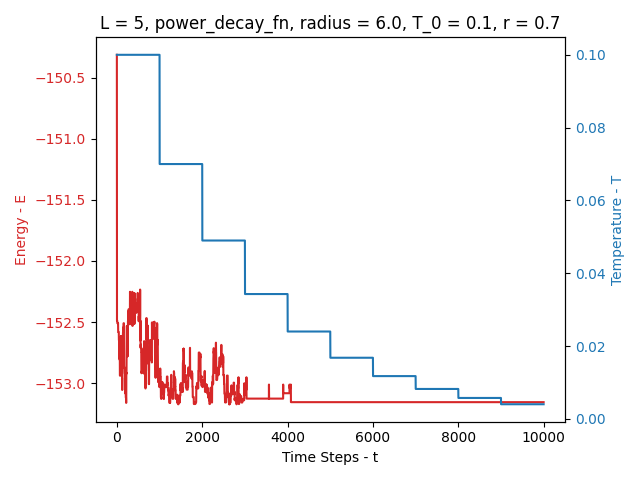 L = 5, power_decay_fn, radius = 6.0, T_0 = 0.1, r = 0.7
Energy - E
−150.5
−151.0
−151.5
−152.0
−152.5
−153.0
0.10
0.08
0.06
0.04
0.02
0.00
Temperature - T
0 2000 4000 6000 8000 10000
Time Steps - t